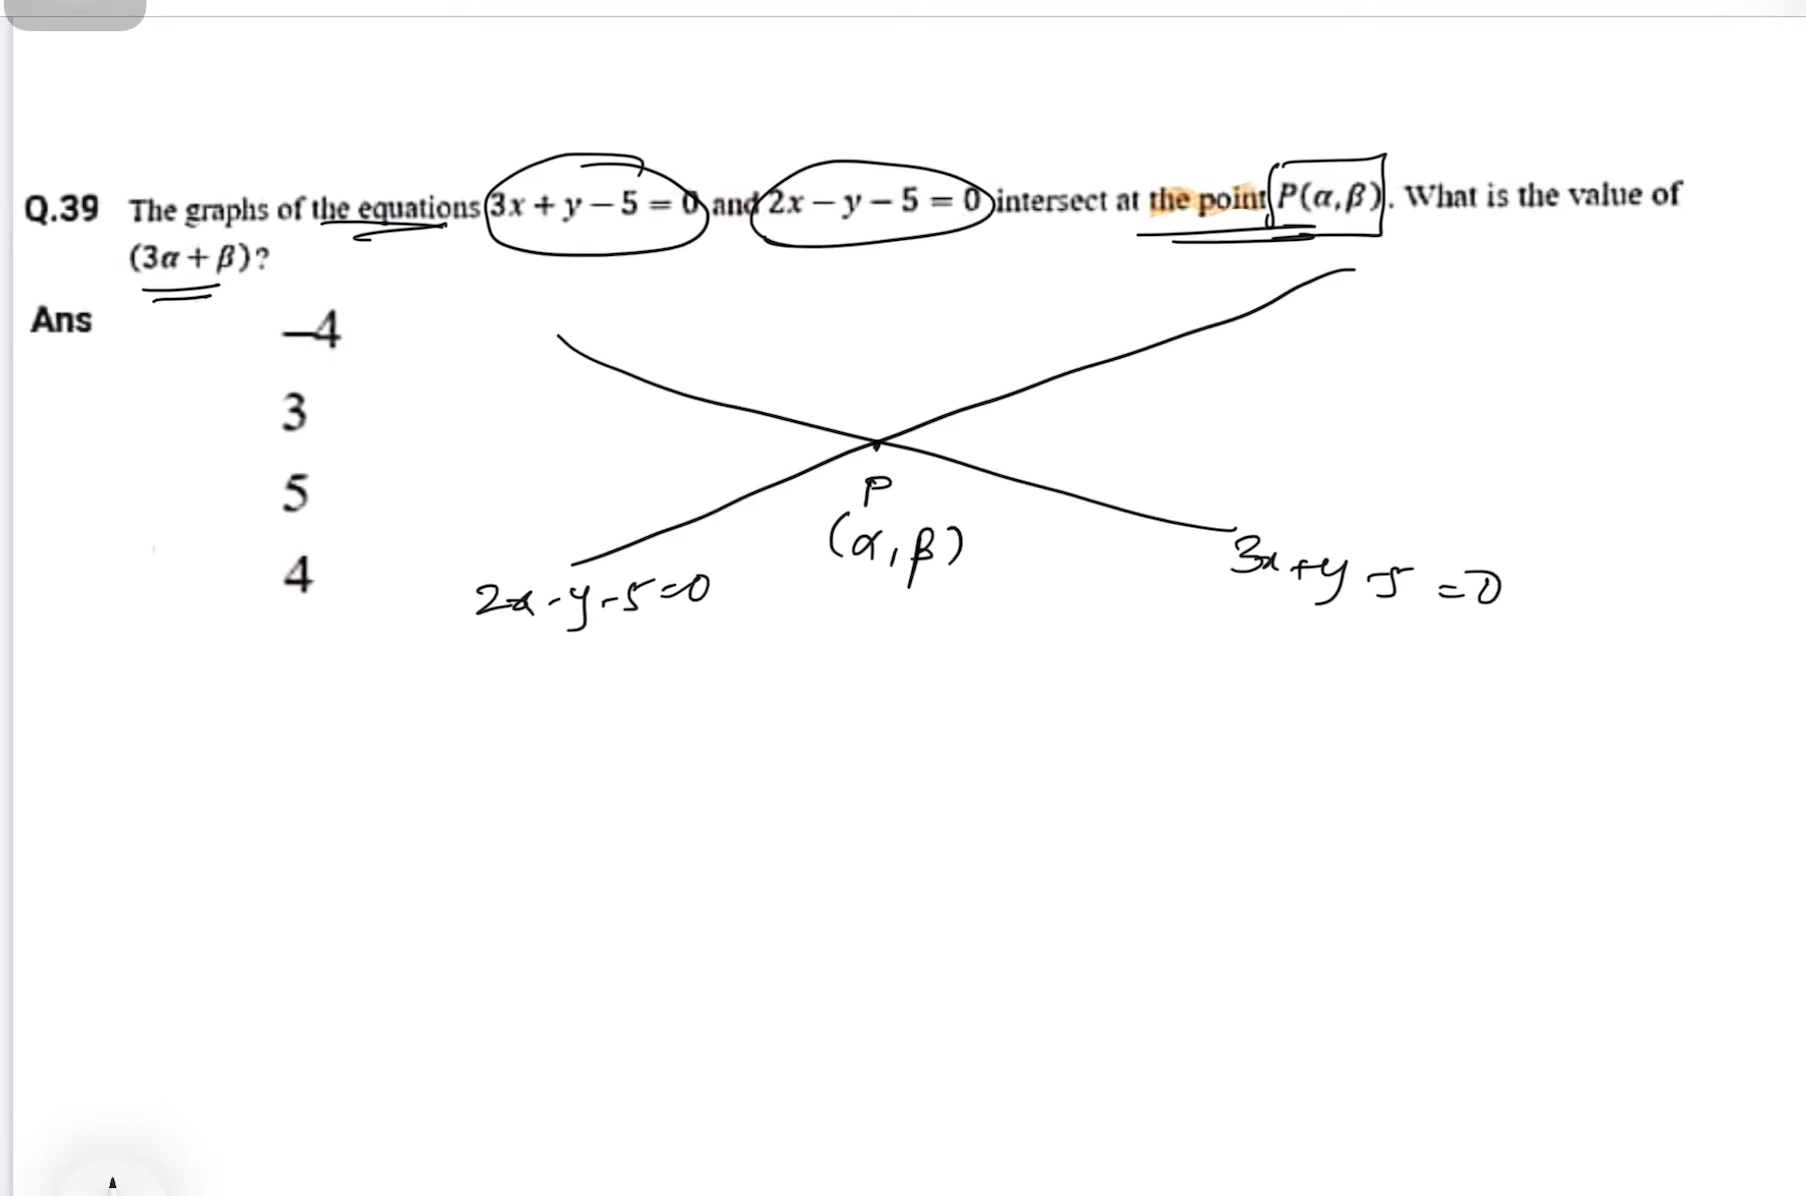 Q.39 The graphs of the equations 3x + y – 5 = 0 and 2x – y – 5 = 0 intersect at the point P(α,β). What is the value of
(3α + β)?
Ans –4
3
5
4
P
(α,β)
2x-y-5=0
3x+y-5=0